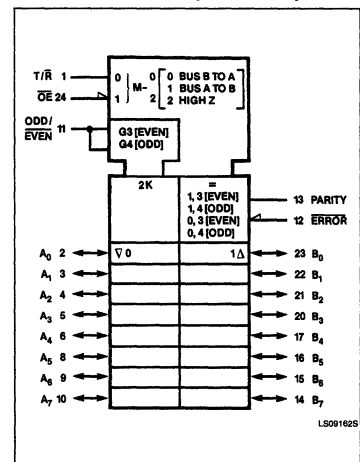 T/R̅ 1
0
1
M-
0
2
0 BUS B TO A
1 BUS A TO B
2 HIGH Z
O̅E̅ 24
ODD/
E̅V̅E̅N̅ 11
G3 [EVEN]
G4 [ODD]
2K
=
1, 3 [EVEN]
1, 4 [ODD]
0, 3 [EVEN]
0, 4 [ODD]
13 PARITY
12 E̅R̅R̅O̅R̅
A₀ 2 ∇ 0 1Δ 23 B₀
A₁ 3 22 B₁
A₂ 4 21 B₂
A₃ 5 20 B₃
A₄ 6 17 B₄
A₅ 8 16 B₅
A₆ 9 15 B₆
A₇ 10 14 B₇
LS09162S